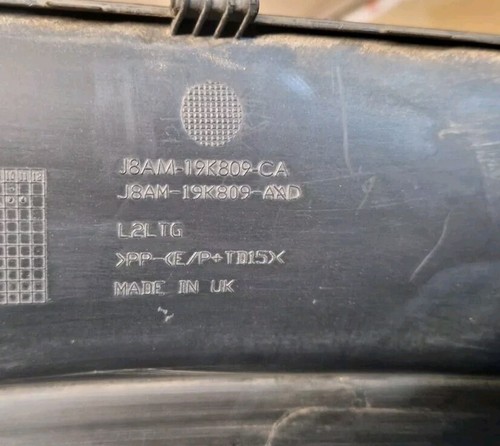 J8AM-19K809-CA
J8AM-19K809-AXD
L2LTG
>PP-(E/P+TD15)<
MADE IN UK